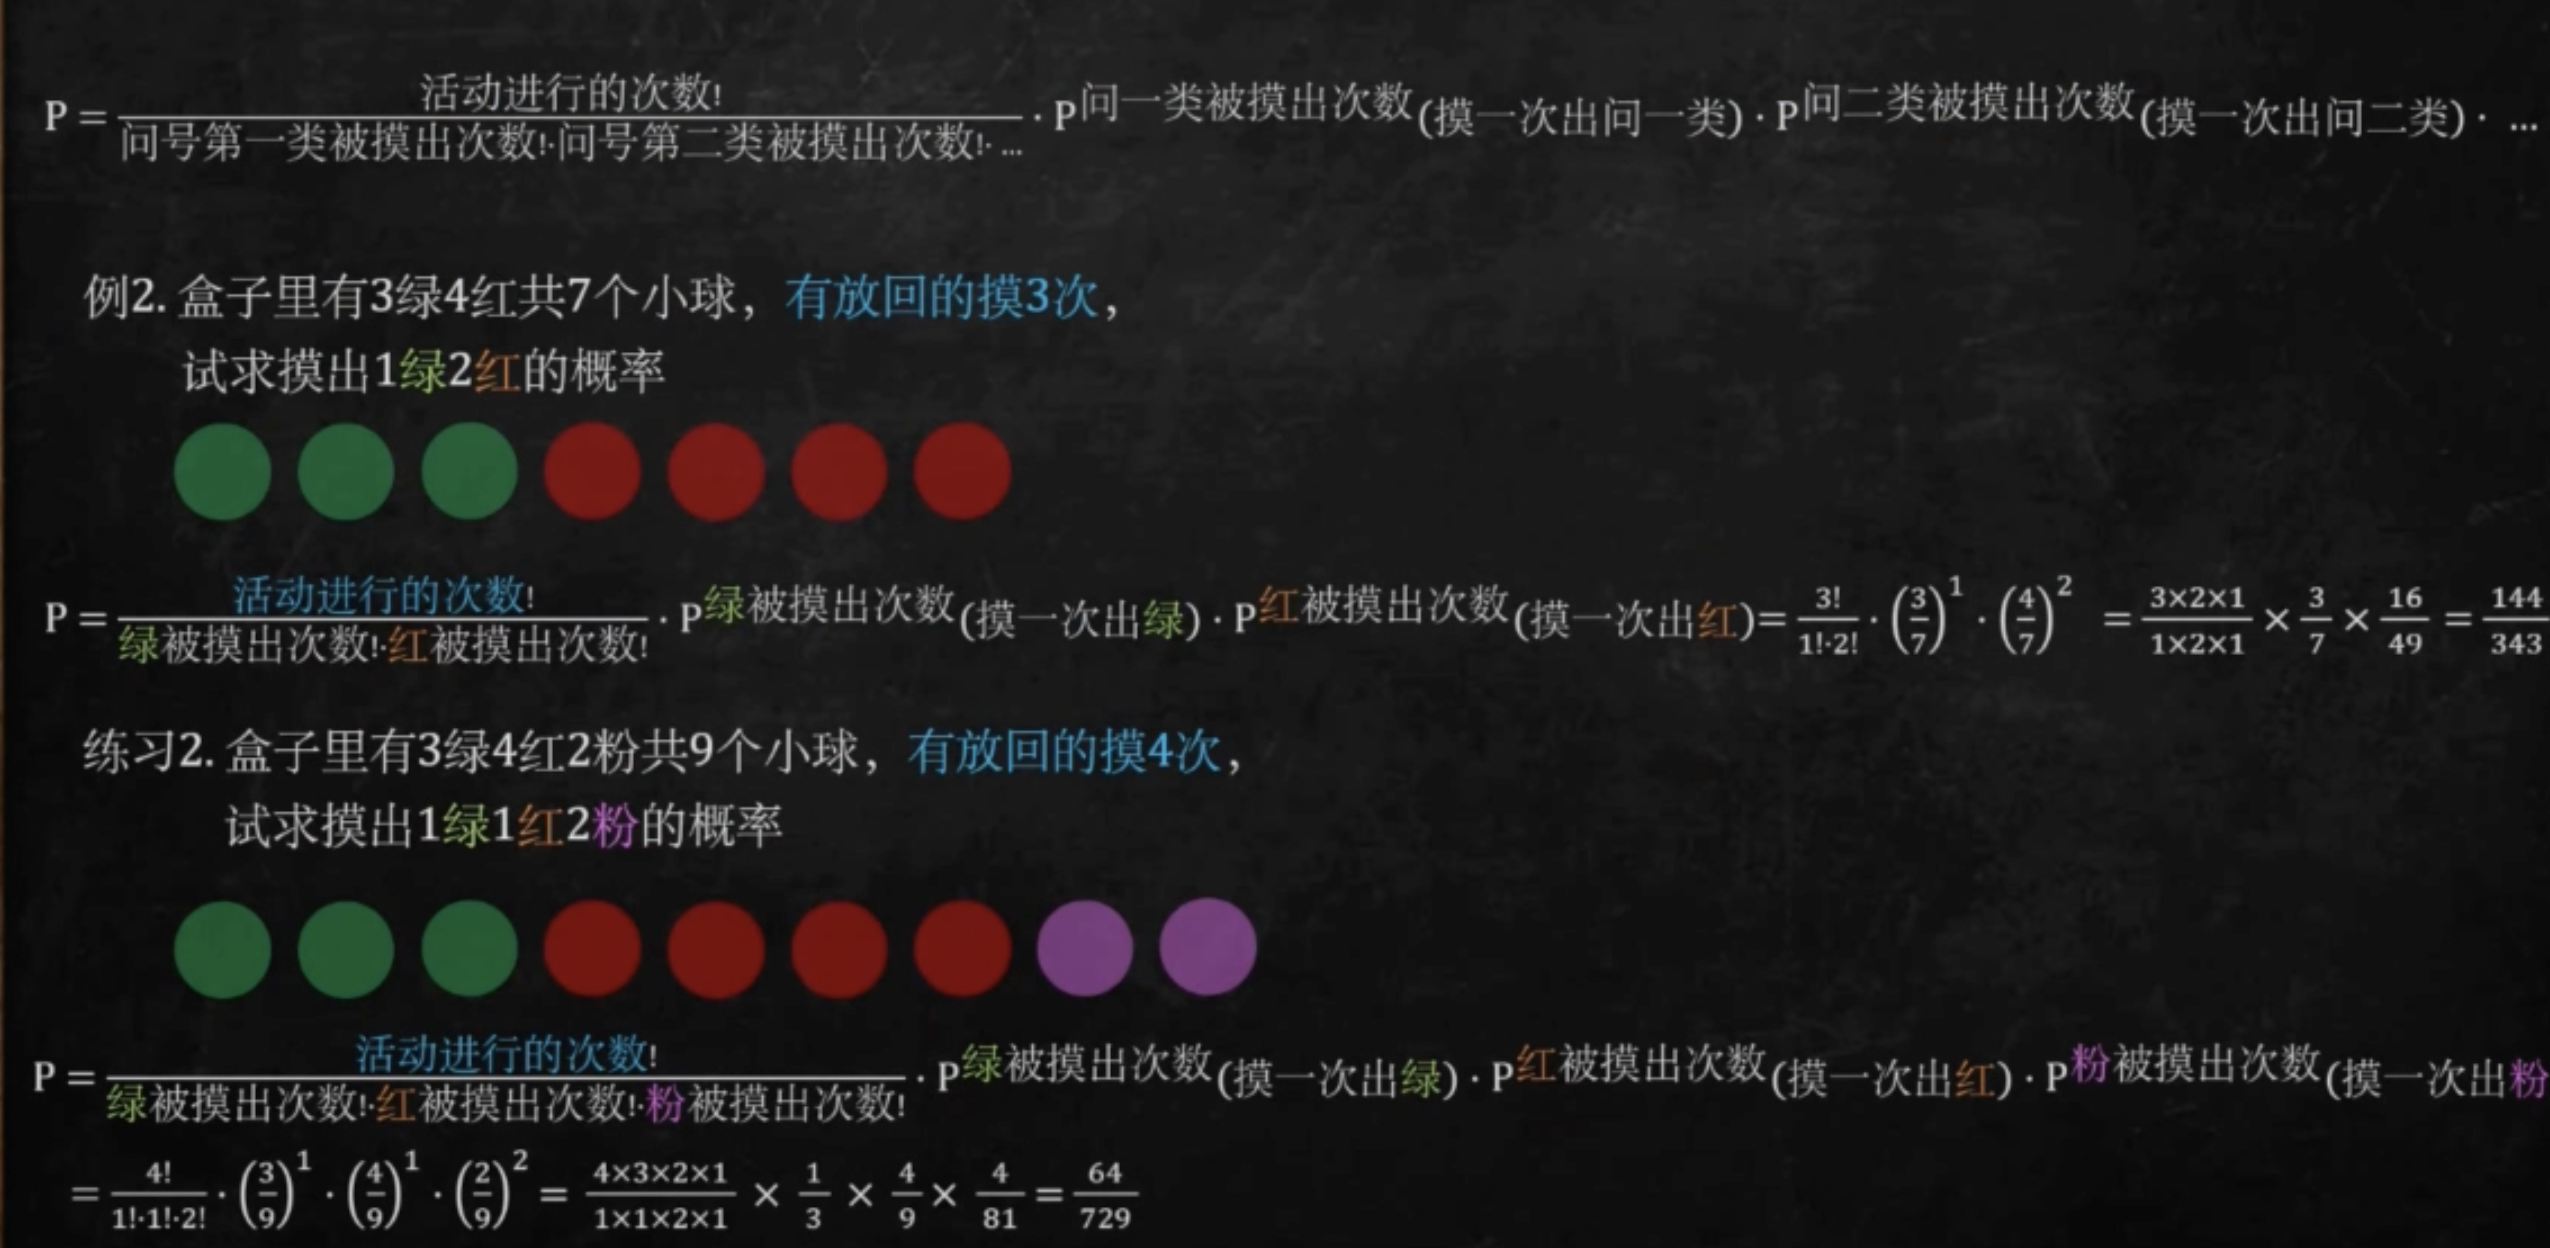 P = 活动进行的次数! / 问号第一类被摸出次数!·问号第二类被摸出次数!· ... · P^问一类被摸出次数(摸一次出问一类) · P^问二类被摸出次数(摸一次出问二类) · ...
例2. 盒子里有3绿4红共7个小球，有放回的摸3次，
试求摸出1绿2红的概率
P = 活动进行的次数! / 绿被摸出次数!·红被摸出次数! · P^绿被摸出次数(摸一次出绿) · P^红被摸出次数(摸一次出红)= 3! / 1!·2! · (3/7)^1 · (4/7)^2 = 3×2×1 / 1×2×1 × 3/7 × 16/49 = 144/343
练习2. 盒子里有3绿4红2粉共9个小球，有放回的摸4次，
试求摸出1绿1红2粉的概率
P = 活动进行的次数! / 绿被摸出次数!·红被摸出次数!·粉被摸出次数! · P^绿被摸出次数(摸一次出绿) · P^红被摸出次数(摸一次出红) · P^粉被摸出次数(摸一次出粉
= 4! / 1!·1!·2! · (3/9)^1 · (4/9)^1 · (2/9)^2 = 4×3×2×1 / 1×1×2×1 × 1/3 × 4/9 × 4/81 = 64/729